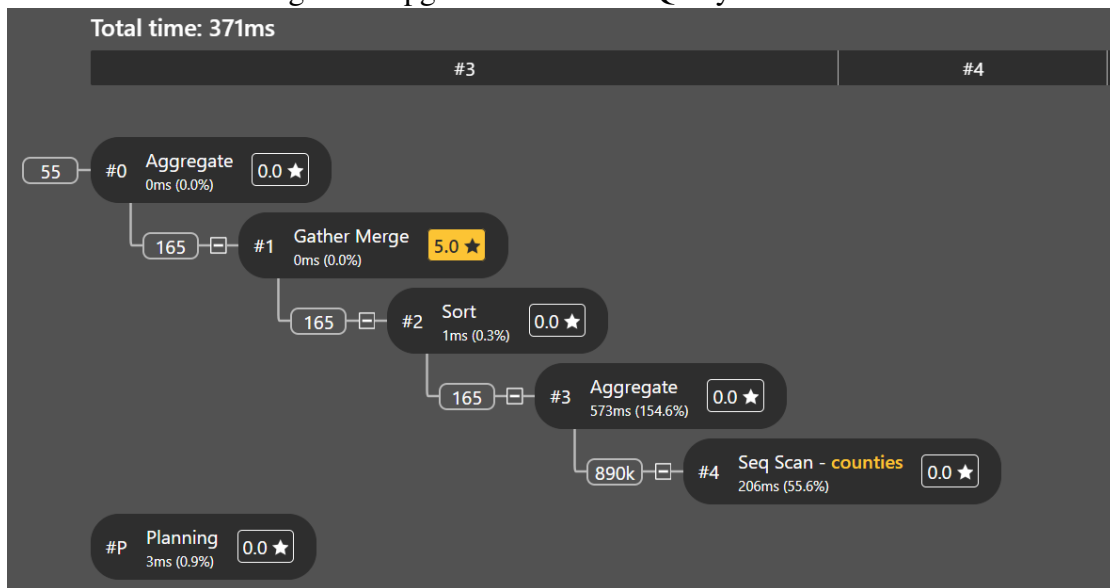 Total time: 371ms
#3 #4
55 #0 Aggregate 0.0 ★
0ms (0.0%)
165 #1 Gather Merge 5.0 ★
0ms (0.0%)
165 #2 Sort 0.0 ★
1ms (0.3%)
165 #3 Aggregate 0.0 ★
573ms (154.6%)
890k #4 Seq Scan - counties 0.0 ★
206ms (55.6%)
#P Planning 0.0 ★
3ms (0.9%)